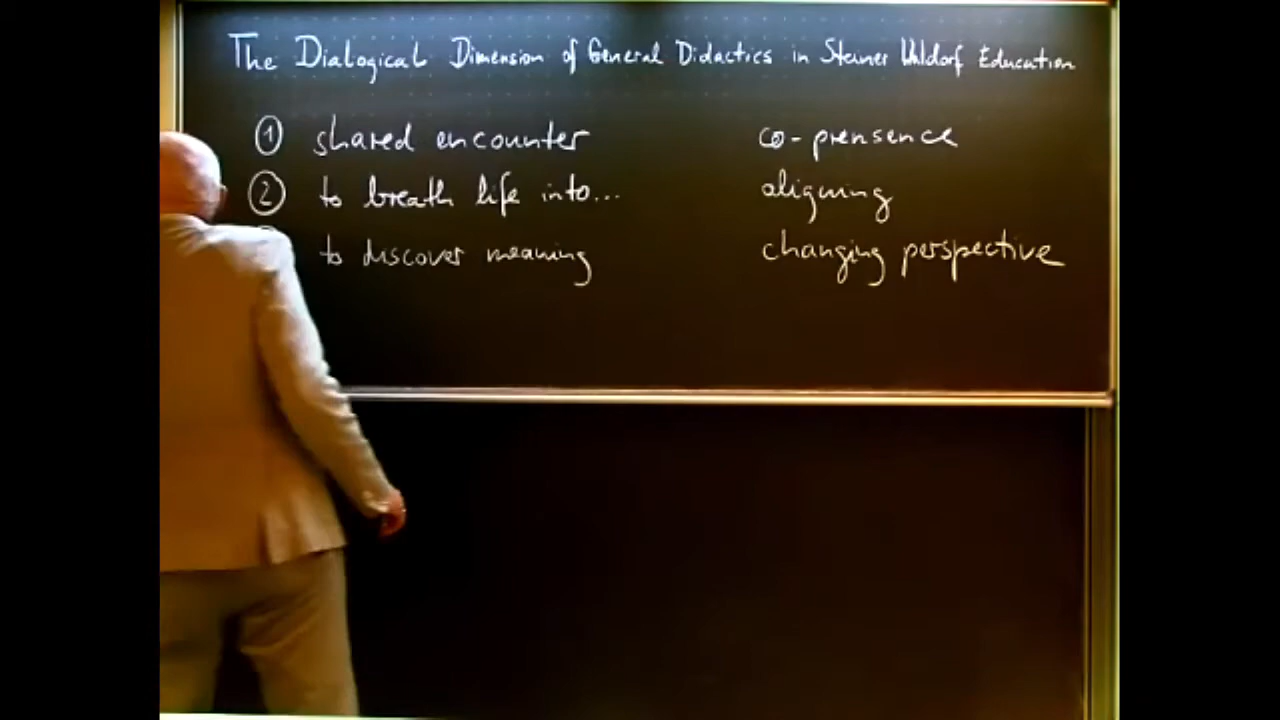 The Dialogical Dimension of General Didactics in Steiner Waldorf Education
① shared encounter co-prensence
② to breath life into... aligning
to discover meaning changing perspective